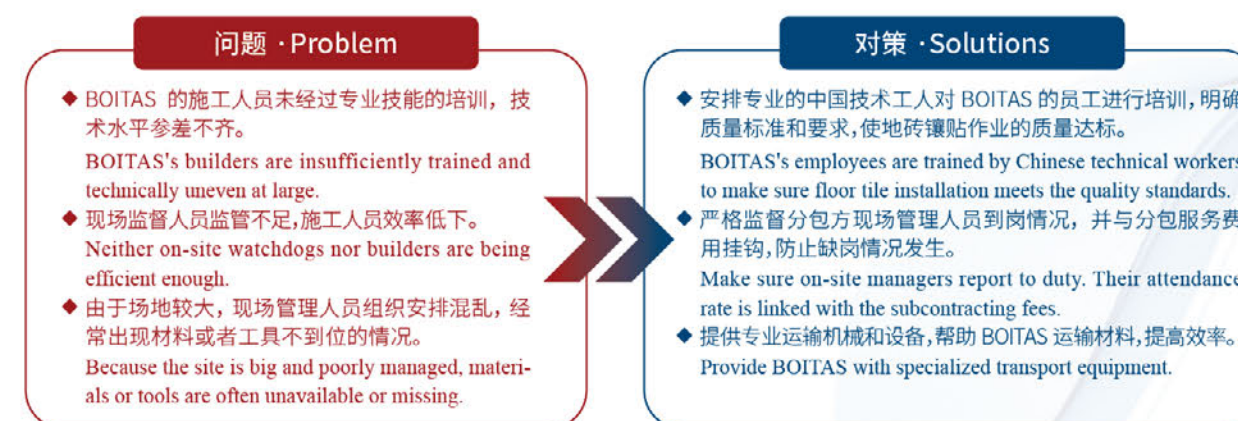 问题 ·Problem
◆ BOITAS 的施工人员未经过专业技能的培训，技
术水平参差不齐。
BOITAS's builders are insufficiently trained and
technically uneven at large.
◆ 现场监督人员监管不足,施工人员效率低下。
Neither on-site watchdogs nor builders are being
efficient enough.
◆ 由于场地较大，现场管理人员组织安排混乱，经
常出现材料或者工具不到位的情况。
Because the site is big and poorly managed, materi-
als or tools are often unavailable or missing.
对策 ·Solutions
◆ 安排专业的中国技术工人对 BOITAS 的员工进行培训,明确
质量标准和要求,使地砖镶贴作业的质量达标。
BOITAS's employees are trained by Chinese technical workers
to make sure floor tile installation meets the quality standards.
◆ 严格监督分包方现场管理人员到岗情况，并与分包服务费
用挂钩,防止缺岗情况发生。
Make sure on-site managers report to duty. Their attendance
rate is linked with the subcontracting fees.
◆ 提供专业运输机械和设备,帮助 BOITAS 运输材料,提高效率。
Provide BOITAS with specialized transport equipment.